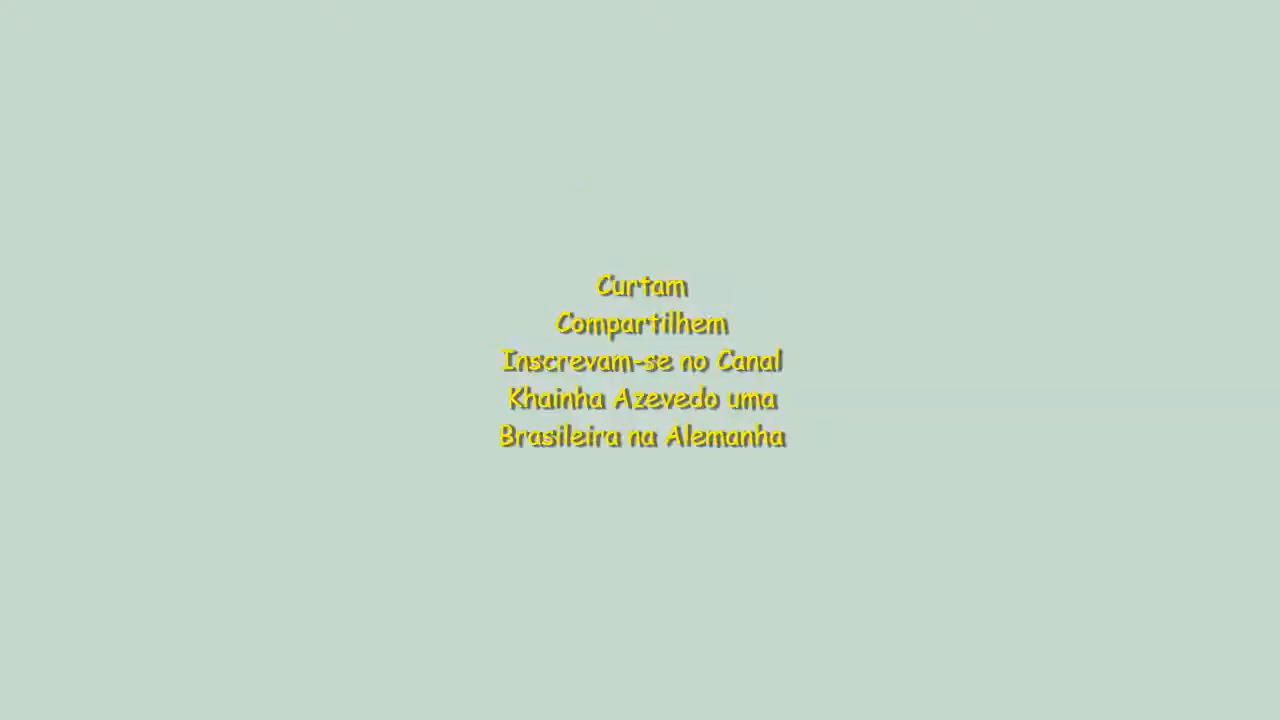 Curtam
Compartilhem
Inscrevam-se no Canal
Khainha Azevedo uma
Brasileira na Alemanha